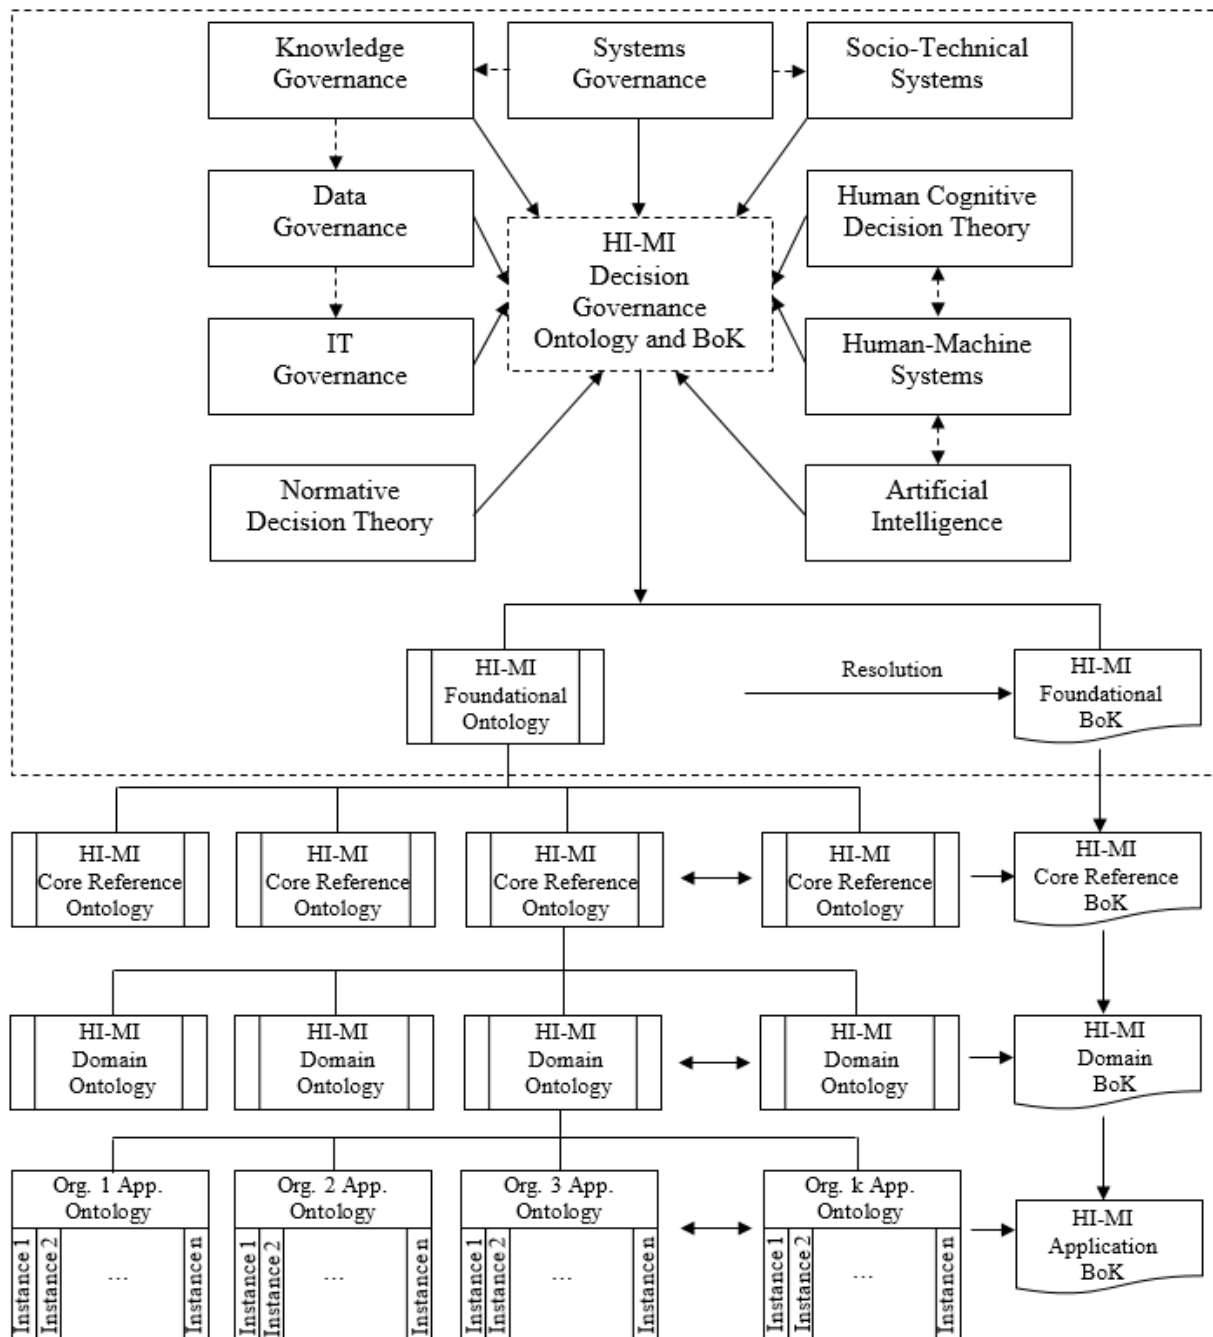 Knowledge
Governance
Systems
Governance
Socio-Technical
Systems
Data
Governance
HI-MI
Decision
Governance
Ontology and BoK
Human Cognitive
Decision Theory
IT
Governance
Human-Machine
Systems
Normative
Decision Theory
Artificial
Intelligence
HI-MI
Foundational
Ontology
Resolution
HI-MI
Foundational
BoK
HI-MI
Core Reference
Ontology
HI-MI
Core Reference
Ontology
HI-MI
Core Reference
Ontology
HI-MI
Core Reference
Ontology
HI-MI
Core Reference
BoK
HI-MI
Domain
Ontology
HI-MI
Domain
Ontology
HI-MI
Domain
Ontology
HI-MI
Domain
Ontology
HI-MI
Domain
BoK
Org. 1 App.
Ontology
Instance 1
Instance 2
...
Instance n
Org. 2 App.
Ontology
Instance 1
Instance 2
...
Instance n
Org. 3 App.
Ontology
Instance 1
Instance 2
...
Instance n
Org. k App.
Ontology
Instance 1
Instance 2
...
Instance n
HI-MI
Application
BoK